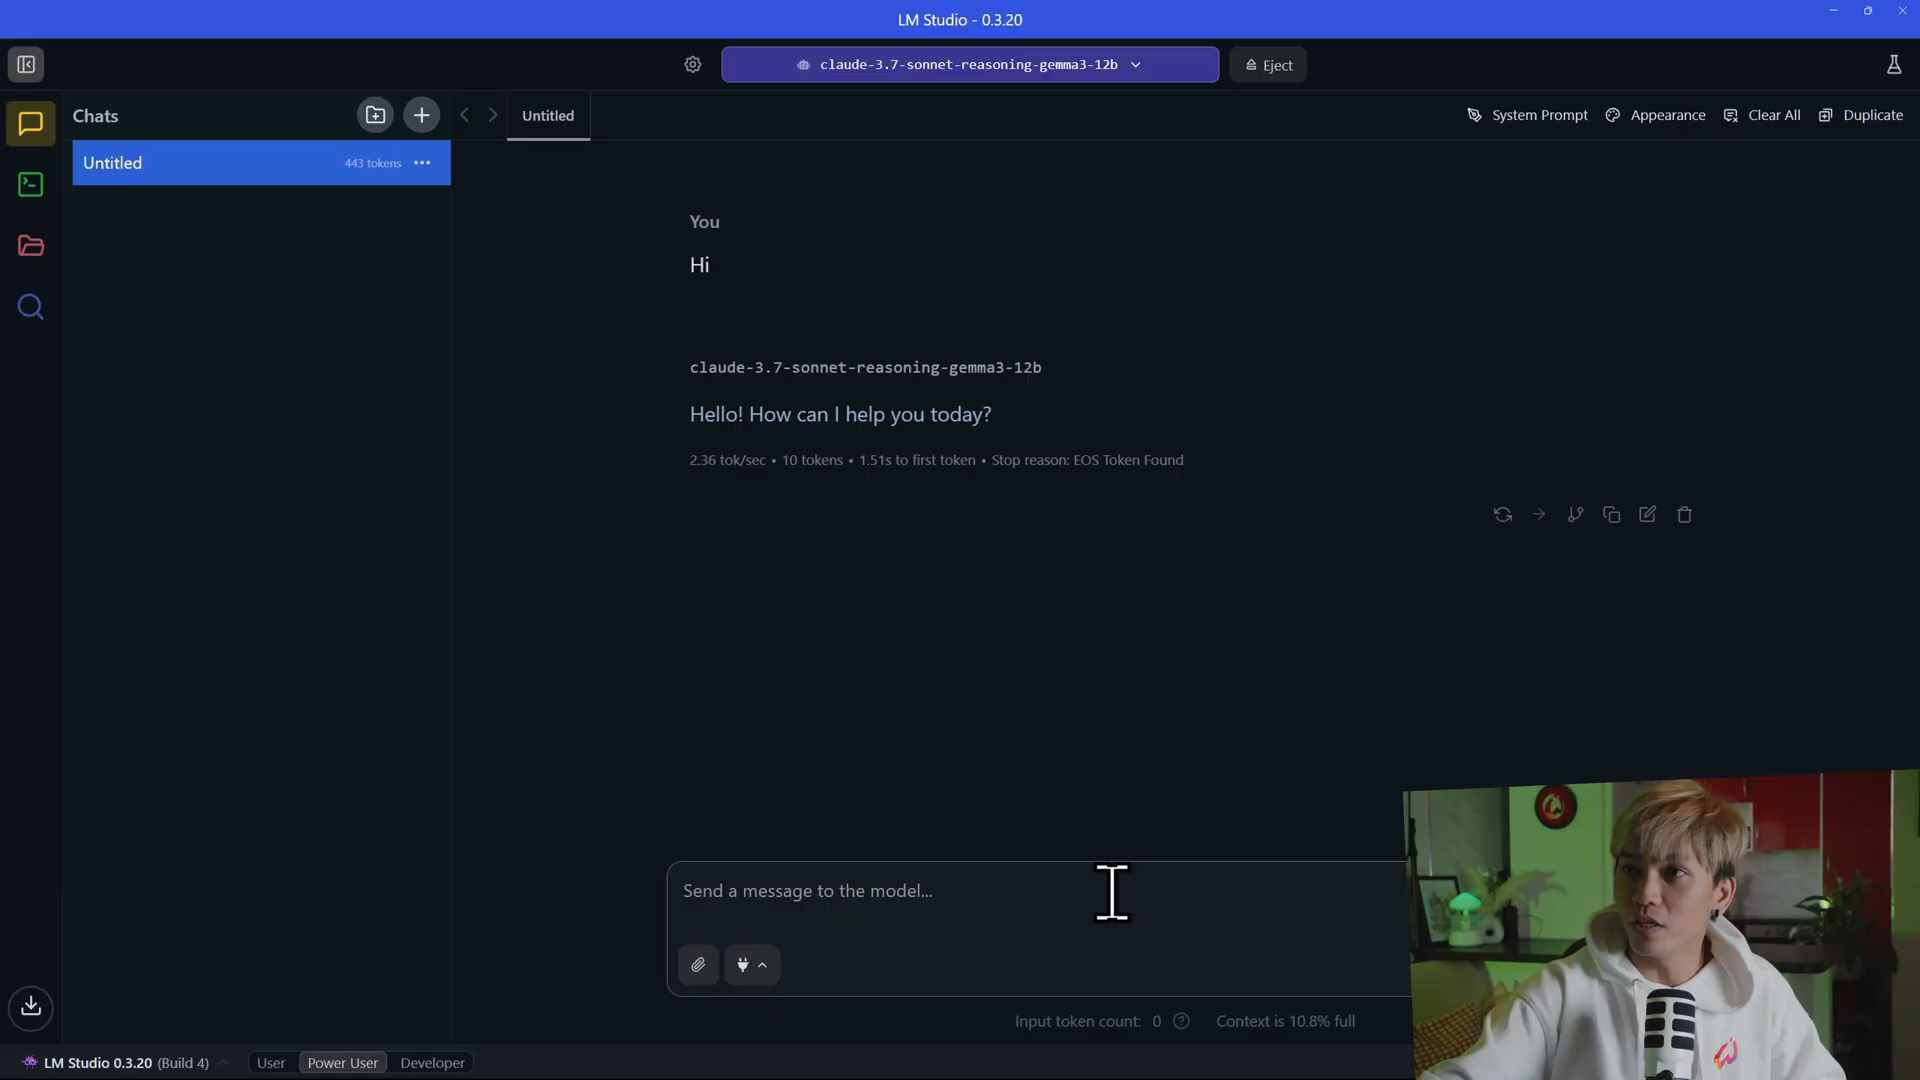 LM Studio - 0.3.20
claude-3.7-sonnet-reasoning-gemma3-12b
Eject
Chats
Untitled
System Prompt
Appearance
Clear All
Duplicate
Untitled
443 tokens
You
Hi
claude-3.7-sonnet-reasoning-gemma3-12b
Hello! How can I help you today?
2.36 tok/sec • 10 tokens • 1.51s to first token • Stop reason: EOS Token Found
Send a message to the model...
Input token count: 0
Context is 10.8% full
LM Studio 0.3.20 (Build 4)
User
Power User
Developer